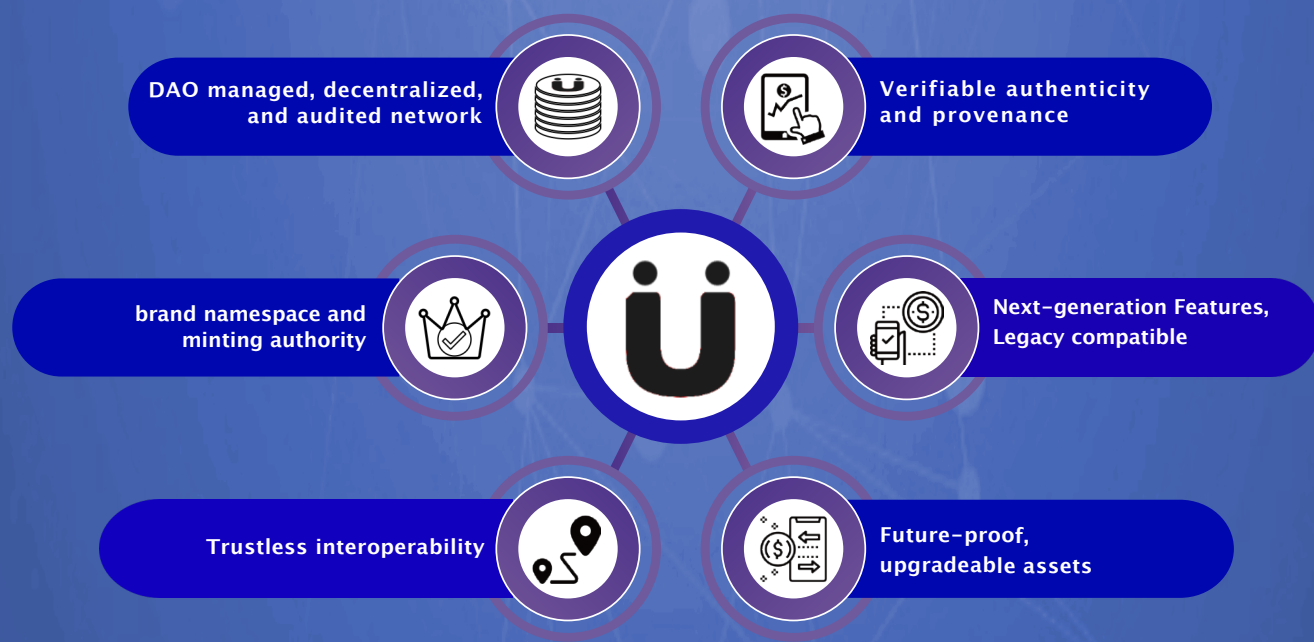 DAO managed, decentralized,
and audited network
Verifiable authenticity
and provenance
brand namespace and
minting authority
Ü
Next-generation Features,
Legacy compatible
Trustless interoperability
Future-proof,
upgradeable assets